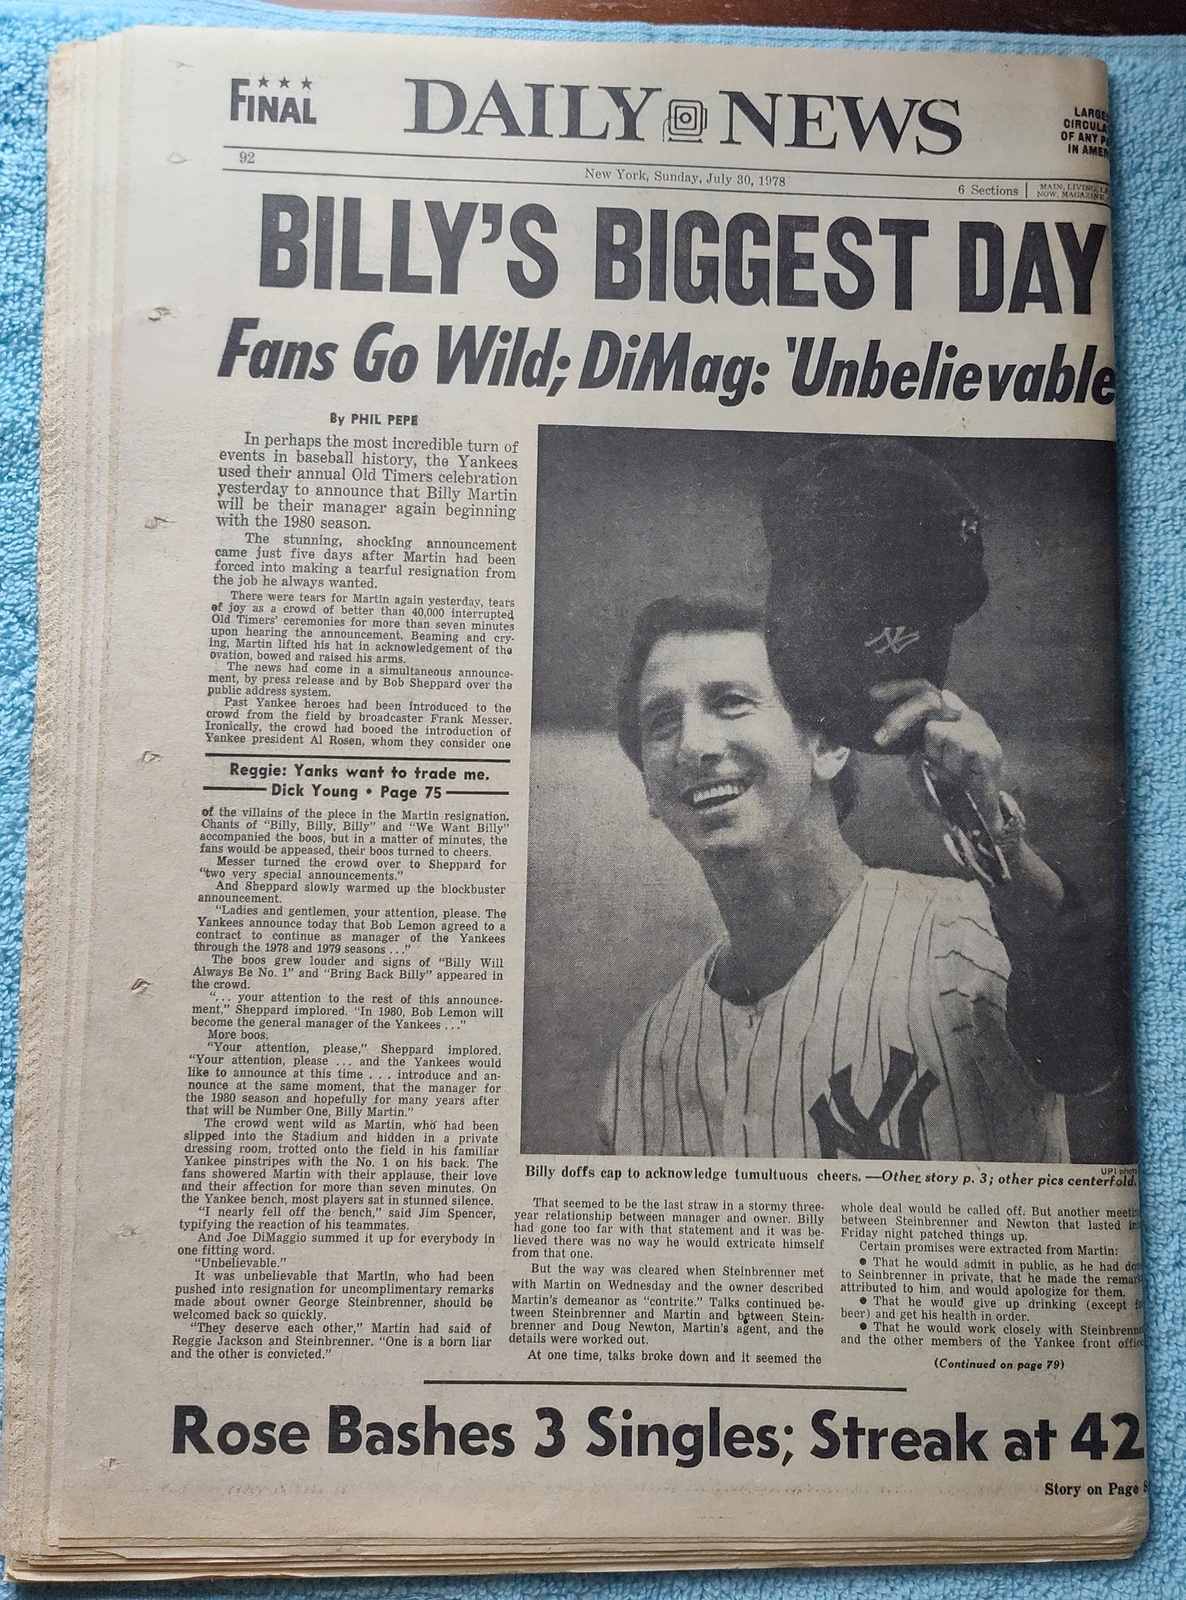 ★ ★ ★
FINAL
DAILY NEWS
LARGE
CIRCULA
OF ANY P
IN AMER
92
New York, Sunday, July 30, 1978
6 Sections
MAIN, LIVING, LE
NOW, MAGAZINE,
BILLY'S BIGGEST DAY
Fans Go Wild; DiMag: 'Unbelievable
By PHIL PEPE
In perhaps the most incredible turn of
events in baseball history, the Yankees
used their annual Old Timers celebration
yesterday to announce that Billy Martin
will be their manager again beginning
with the 1980 season.
The stunning, shocking announcement
came just five days after Martin had been
forced into making a tearful resignation from
the job he always wanted.
There were tears for Martin again yesterday, tears
of joy as a crowd of better than 40,000 interrupted
Old Timers' ceremonies for more than seven minutes
upon hearing the announcement. Beaming and cry-
ing, Martin lifted his hat in acknowledgement of the
ovation, bowed and raised his arms.
The news had come in a simultaneous announce-
ment, by press release and by Bob Sheppard over the
public address system.
Past Yankee heroes had been introduced to the
crowd from the field by broadcaster Frank Messer.
Ironically, the crowd had booed the introduction of
Yankee president Al Rosen, whom they consider one
Reggie: Yanks want to trade me.
Dick Young • Page 75
of the villains of the piece in the Martin resignation.
Chants of "Billy, Billy, Billy" and "We Want Billy"
accompanied the boos, but in a matter of minutes, the
fans would be appeased, their boos turned to cheers.
Messer turned the crowd over to Sheppard for
"two very special announcements."
And Sheppard slowly warmed up the blockbuster
announcement.
"Ladies and gentlemen, your attention, please. The
Yankees announce today that Bob Lemon agreed to a
contract to continue as manager of the Yankees
through the 1978 and 1979 seasons ..."
The boos grew louder and signs of "Billy Will
Always Be No. 1" and "Bring Back Billy" appeared in
the crowd.
"... your attention to the rest of this announce-
ment," Sheppard implored. "In 1980, Bob Lemon will
become the general manager of the Yankees ..."
More boos.
"Your attention, please," Sheppard implored.
"Your attention, please ... and the Yankees would
like to announce at this time ... introduce and an-
nounce at the same moment, that the manager for
the 1980 season and hopefully for many years after
that will be Number One, Billy Martin."
The crowd went wild as Martin, who had been
slipped into the Stadium and hidden in a private
dressing room, trotted onto the field in his familiar
Yankee pinstripes with the No. 1 on his back. The
fans showered Martin with their applause, their love
and their affection for more than seven minutes. On
the Yankee bench, most players sat in stunned silence.
"I nearly fell off the bench," said Jim Spencer,
typifying the reaction of his teammates.
And Joe DiMaggio summed it up for everybody in
one fitting word.
"Unbelievable."
It was unbelievable that Martin, who had been
pushed into resignation for uncomplimentary remarks
made about owner George Steinbrenner, should be
welcomed back so quickly.
"They deserve each other," Martin had said of
Reggie Jackson and Steinbrenner. "One is a born liar
and the other is convicted."
NY
UPI photo
Billy doffs cap to acknowledge tumultuous cheers. —Other story p. 3; other pics centerfold.
That seemed to be the last straw in a stormy three-
year relationship between manager and owner. Billy
had gone too far with that statement and it was be-
lieved there was no way he would extricate himself
from that one.
But the way was cleared when Steinbrenner met
with Martin on Wednesday and the owner described
Martin's demeanor as "contrite." Talks continued be-
tween Steinbrenner and Martin and between Stein-
brenner and Doug Newton, Martin's agent, and the
details were worked out.
At one time, talks broke down and it seemed the
whole deal would be called off. But another meeti
between Steinbrenner and Newton that lasted in
Friday night patched things up.
Certain promises were extracted from Martin:
● That he would admit in public, as he had do
to Seinbrenner in private, that he made the remark
attributed to him, and would apologize for them.
● That he would give up drinking (except f
beer) and get his health in order.
● That he would work closely with Steinbrenne
and the other members of the Yankee front offic
(Continued on page 79)
Rose Bashes 3 Singles; Streak at 42
Story on Page